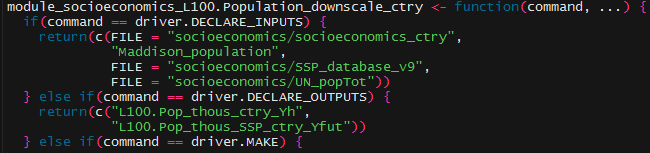 module_socioeconomics_L100.Population_downscale_ctry <- function(command, ...) {
  if(command == driver.DECLARE_INPUTS) {
    return(c(FILE = "socioeconomics/socioeconomics_ctry",
             "Maddison_population",
             FILE = "socioeconomics/SSP_database_v9",
             FILE = "socioeconomics/UN_popTot"))
  } else if(command == driver.DECLARE_OUTPUTS) {
    return(c("L100.Pop_thous_ctry_Yh",
             "L100.Pop_thous_SSP_ctry_Yfut"))
  } else if(command == driver.MAKE) {